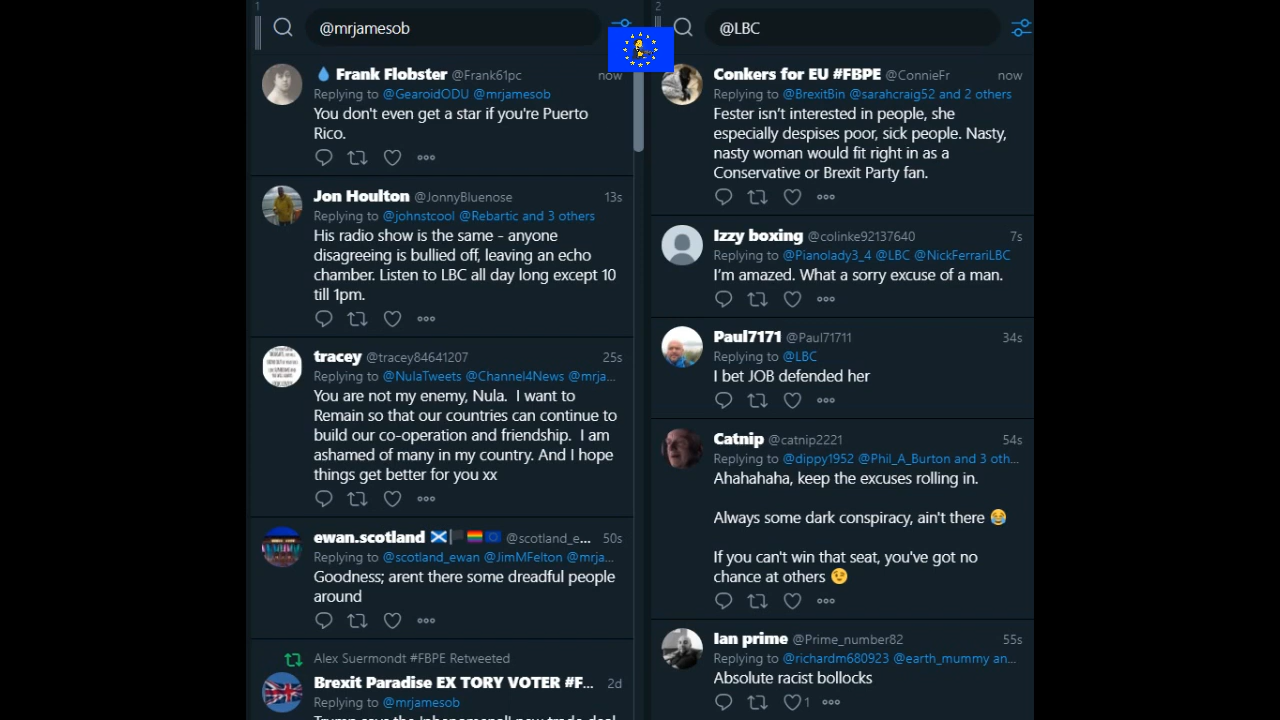 1
@mrjamesob
Frank Flobster @Frank61pc now
Replying to @GearoidODU @mrjamesob
You don't even get a star if you're Puerto
Rico.
Jon Houlton @JonnyBluenose 13s
Replying to @johnstcool @Rebartic and 3 others
His radio show is the same - anyone
disagreeing is bullied off, leaving an echo
chamber. Listen to LBC all day long except 10
till 1pm.
tracey @tracey84641207 25s
Replying to @NulaTweets @Channel4News @mrja...
You are not my enemy, Nula.  I want to
Remain so that our countries can continue to
build our co-operation and friendship.  I am
ashamed of many in my country. And I hope
things get better for you xx
ewan.scotland @scotland_e... 50s
Replying to @scotland_ewan @JimMFelton @mrja...
Goodness; arent there some dreadful people
around
Alex Suermondt #FBPE Retweeted
Brexit Paradise EX TORY VOTER #F... 2d
Replying to @mrjamesob
Trump says the 'phenomenal' new trade deal
2
@LBC
Conkers for EU #FBPE @ConnieFr now
Replying to @BrexitBin @sarahcraig52 and 2 others
Fester isn’t interested in people, she
especially despises poor, sick people. Nasty,
nasty woman would fit right in as a
Conservative or Brexit Party fan.
Izzy boxing @colinke92137640 7s
Replying to @Pianolady3_4 @LBC @NickFerrariLBC
I’m amazed. What a sorry excuse of a man.
Paul7171 @Paul71711 34s
Replying to @LBC
I bet JOB defended her
Catnip @catnip2221 54s
Replying to @dippy1952 @Phil_A_Burton and 3 oth...
Ahahahaha, keep the excuses rolling in.
Always some dark conspiracy, ain't there 😂
If you can't win that seat, you've got no
chance at others 😉
Ian prime @Prime_number82 55s
Replying to @richardm680923 @earth_mummy an...
Absolute racist bollocks
1